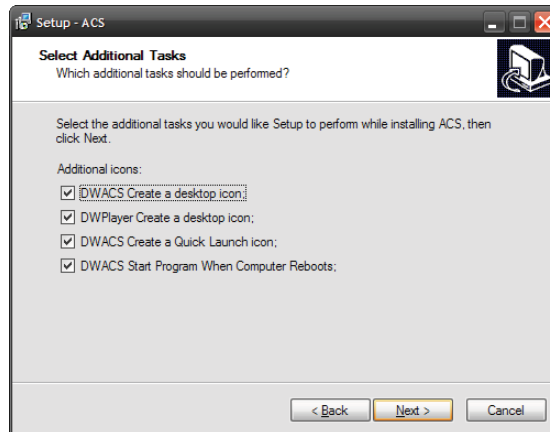 Setup - ACS
Select Additional Tasks
Which additional tasks should be performed?
Select the additional tasks you would like Setup to perform while installing ACS, then
click Next.
Additional icons:
DWACS Create a desktop icon;
DWPlayer Create a desktop icon;
DWACS Create a Quick Launch icon;
DWACS Start Program When Computer Reboots;
< Back Next > Cancel